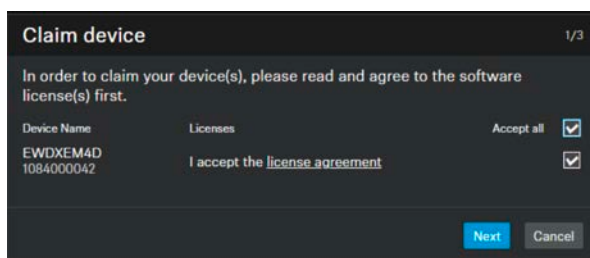 Claim device 1/3
In order to claim your device(s), please read and agree to the software
license(s) first.
Device Name Licenses Accept all
EWDXEM4D
1084000042
I accept the license agreement
Next Cancel